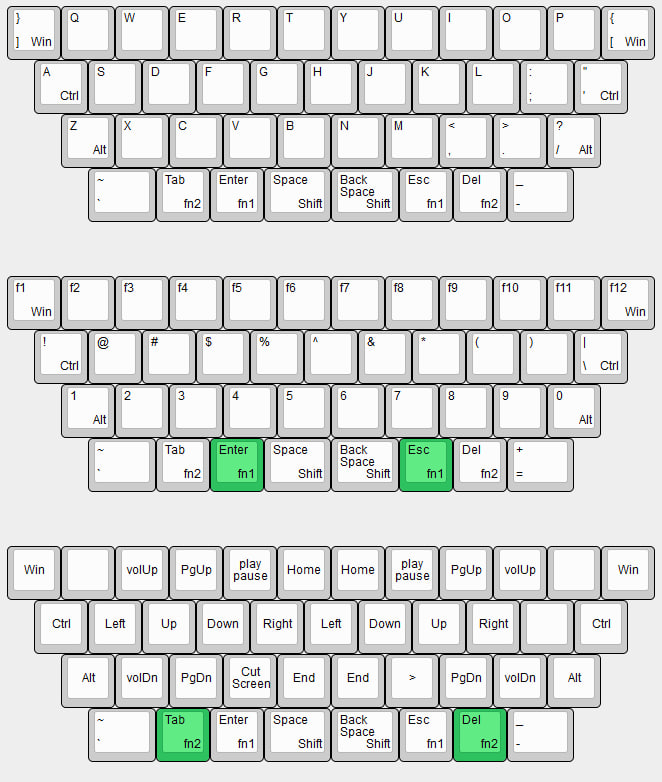 } Q W E R T Y U I O P {
] Win [ Win
A S D F G H J K L : "
Ctrl ; ' Ctrl
Z X C V B N M < > ?
Alt , . / Alt
~ Tab Enter Space Back Space Esc Del _
` fn2 fn1 Shift Shift fn1 fn2 -
f1 f2 f3 f4 f5 f6 f7 f8 f9 f10 f11 f12
Win Win
! @ # $ % ^ & * ( ) |
Ctrl \ Ctrl
1 2 3 4 5 6 7 8 9 0
Alt Alt
~ Tab Enter Space Back Space Esc Del +
` fn2 fn1 Shift Shift fn1 fn2 =
Win volUp PgUp play pause Home Home play pause PgUp volUp Win
Ctrl Left Up Down Right Left Down Up Right Ctrl
Alt volDn PgDn Cut Screen End End > PgDn volDn Alt
~ Tab Enter Space Back Space Esc Del _
` fn2 fn1 Shift Shift fn1 fn2 -